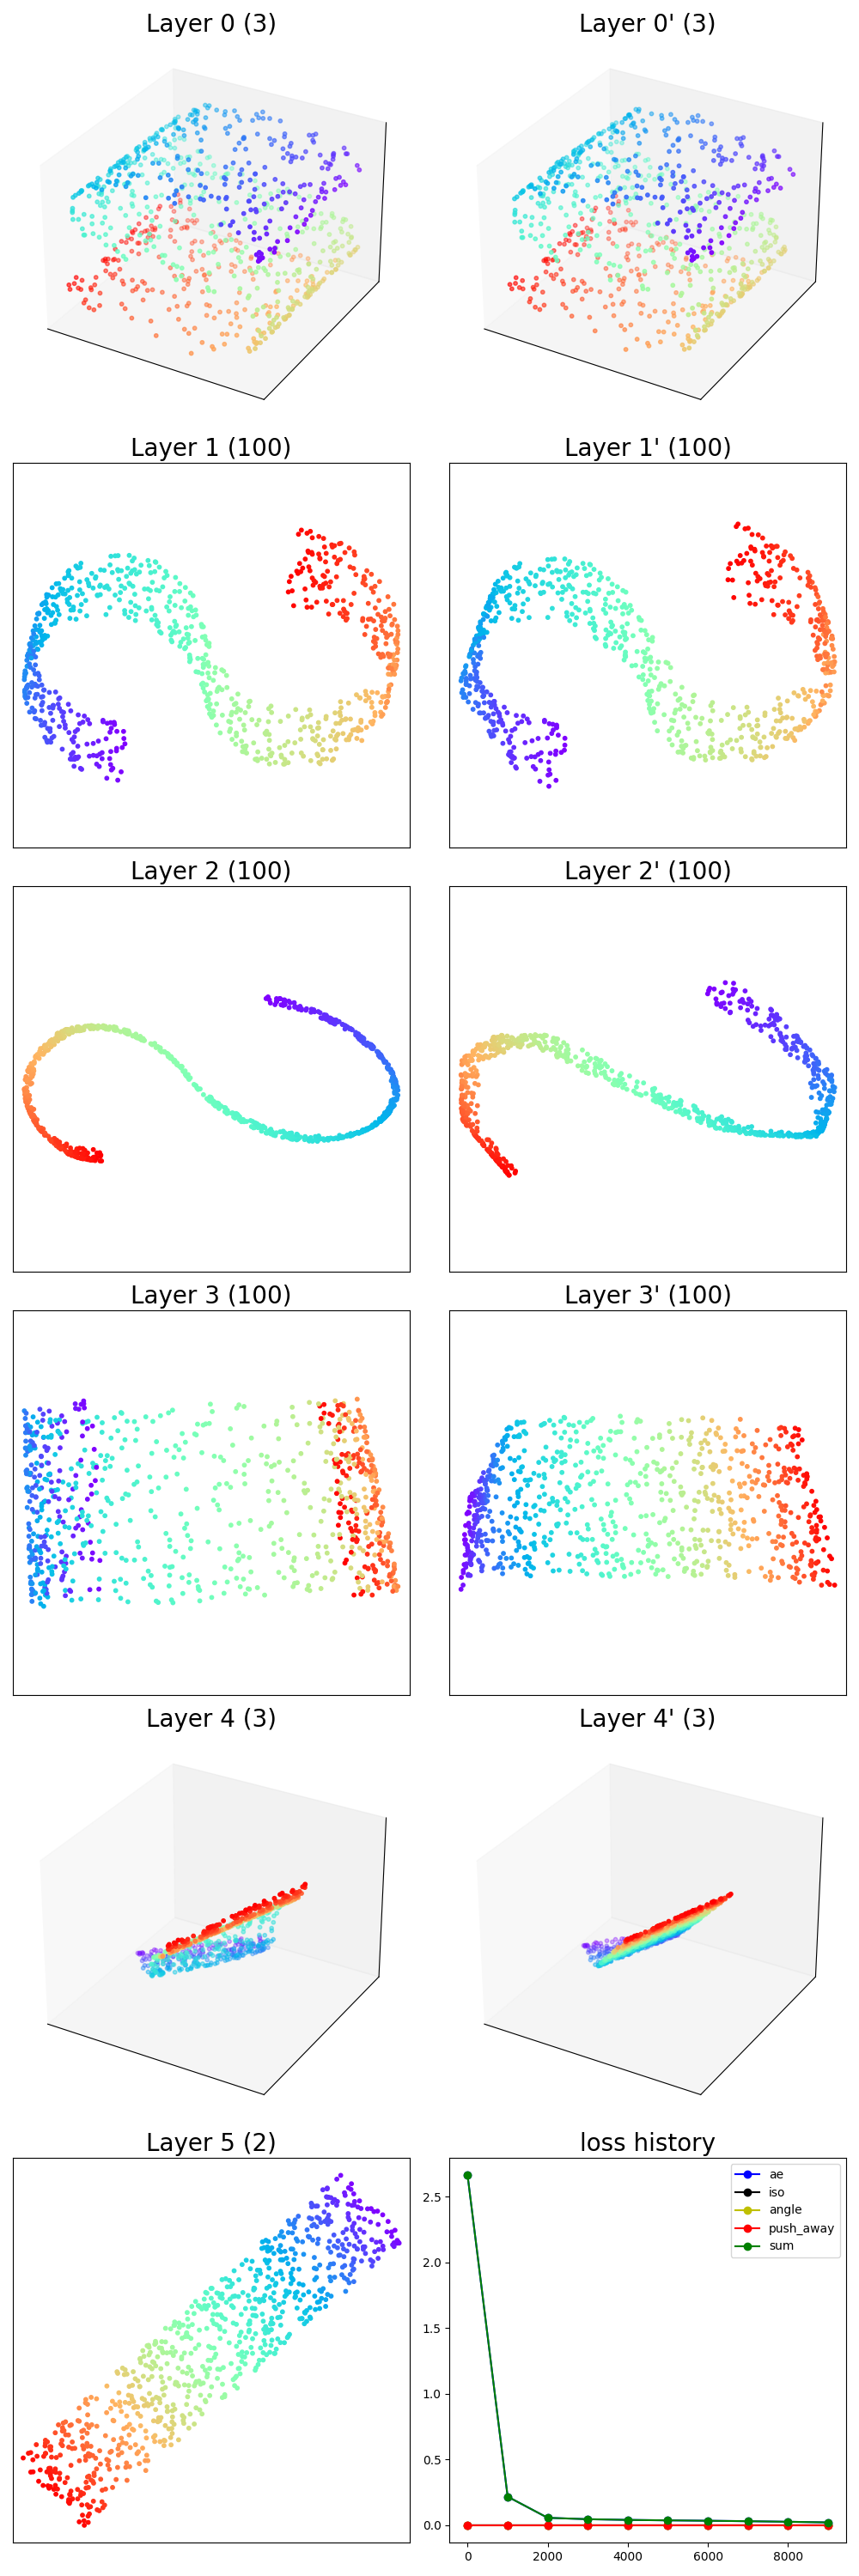 Layer 0 (3)
Layer 0' (3)
Layer 1 (100)
Layer 1' (100)
Layer 2 (100)
Layer 2' (100)
Layer 3 (100)
Layer 3' (100)
Layer 4 (3)
Layer 4' (3)
Layer 5 (2)
loss history
ae
iso
angle
push_away
sum
2.5
2.0
1.5
1.0
0.5
0.0
0 2000 4000 6000 8000